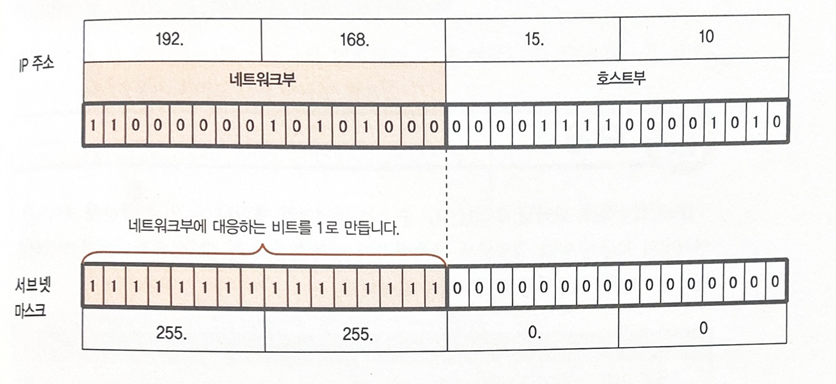 192. 168. 15. 10
IP 주소
네트워크부 호스트부
1 1 0 0 0 0 0 0 1 0 1 0 1 0 0 0 0 0 0 0 1 1 1 1 0 0 0 0 1 0 1 0
네트워크부에 대응하는 비트를 1로 만듭니다.
서브넷
마스크
1 1 1 1 1 1 1 1 1 1 1 1 1 1 1 1 0 0 0 0 0 0 0 0 0 0 0 0 0 0 0 0
255. 255. 0. 0